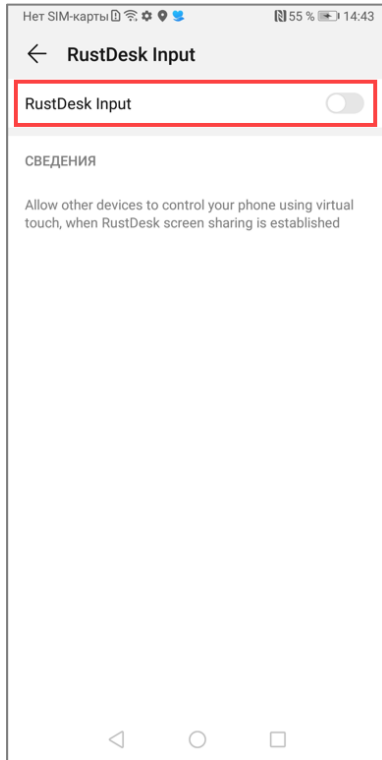 Нет SIM-карты 55 % 14:43
RustDesk Input
RustDesk Input
СВЕДЕНИЯ
Allow other devices to control your phone using virtual
touch, when RustDesk screen sharing is established